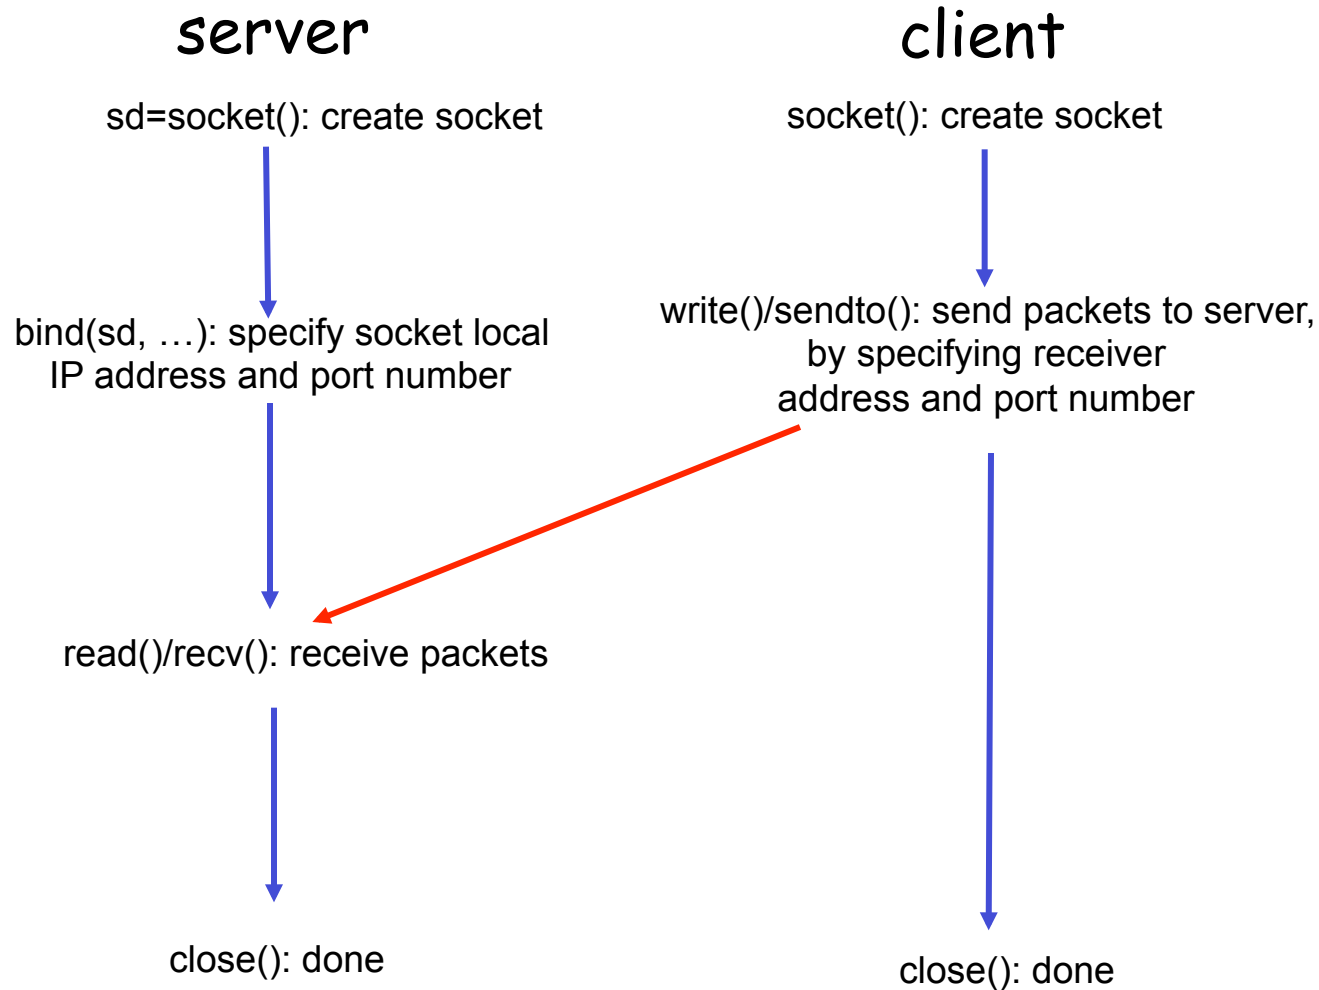 server
sd=socket(): create socket
bind(sd, …): specify socket local
IP address and port number
read()/recv(): receive packets
close(): done
client
socket(): create socket
write()/sendto(): send packets to server,
by specifying receiver
address and port number
close(): done